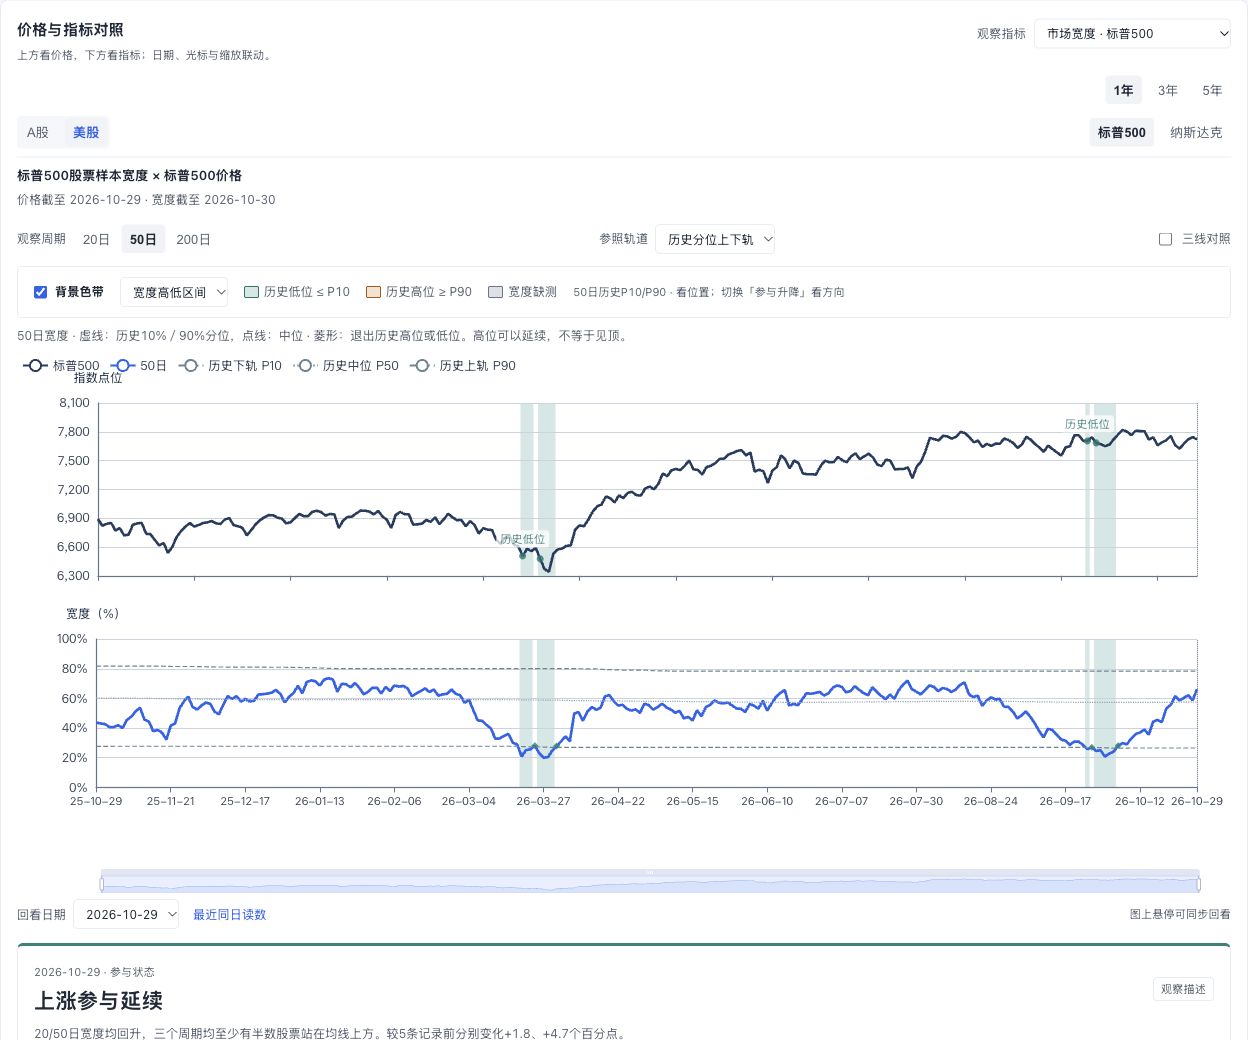 价格与指标对照
观察指标 市场宽度 · 标普500
上方看价格，下方看指标；日期、光标与缩放联动。
1年 3年 5年
A股 美股 标普500 纳斯达克
标普500股票样本宽度 × 标普500价格
价格截至 2026-10-29 · 宽度截至 2026-10-30
观察周期 20日 50日 200日 参照轨道 历史分位上下轨 三线对照
背景色带 宽度高低区间 历史低位 ≤ P10 历史高位 ≥ P90 宽度缺测 50日历史P10/P90 · 看位置；切换「参与升降」看方向
50日宽度 · 虚线：历史10% / 90%分位，点线：中位 · 菱形：退出历史高位或低位。高位可以延续，不等于见顶。
标普500 50日 历史下轨 P10 历史中位 P50 历史上轨 P90
指数点位
8,100
7,800
7,500
7,200
6,900
6,600
6,300
历史低位
历史低位
宽度（%）
100%
80%
60%
40%
20%
0%
25-10-29 25-11-21 25-12-17 26-01-13 26-02-06 26-03-04 26-03-27 26-04-22 26-05-15 26-06-10 26-07-07 26-07-30 26-08-24 26-09-17 26-10-12 26-10-29
回看日期 2026-10-29 最近同日读数 图上悬停可同步回看
2026-10-29 · 参与状态
上涨参与延续
观察描述
20/50日宽度均回升，三个周期均至少有半数股票站在均线上方。较5条记录前分别变化+1.8、+4.7个百分点。